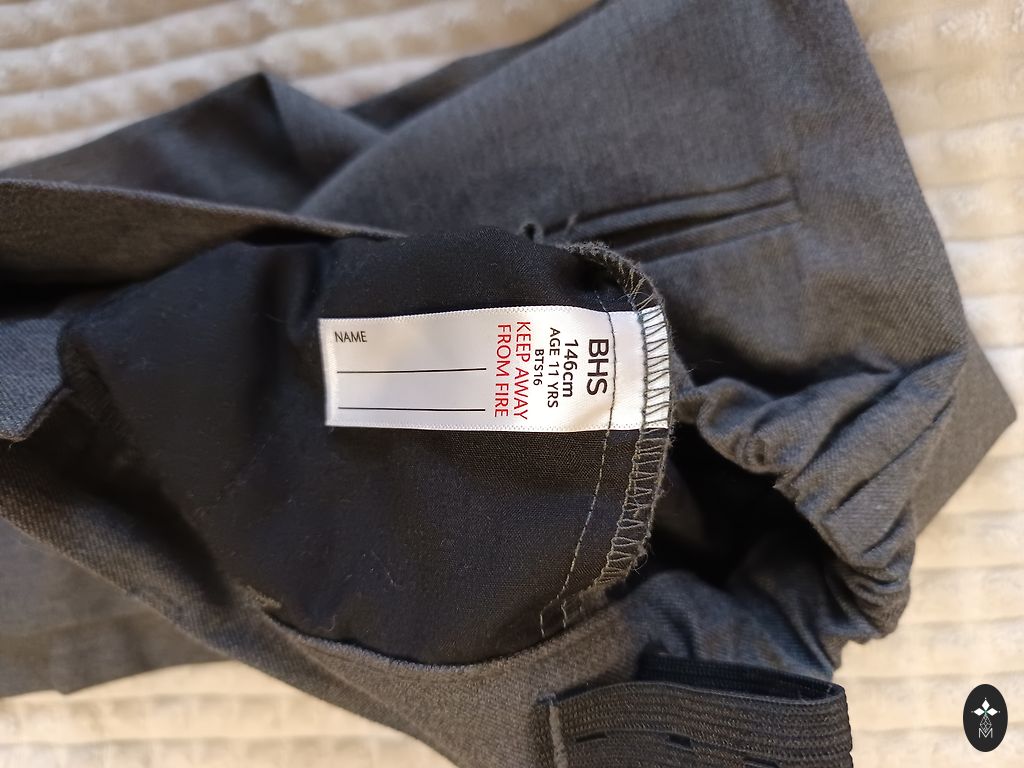 BHS
146cm
AGE 11 YRS
BTS16
KEEP AWAY
FROM FIRE
NAME
M